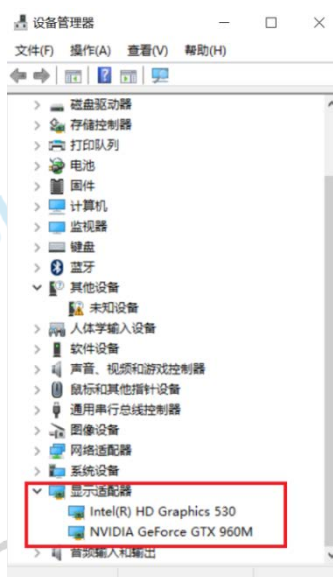 设备管理器
文件(F) 操作(A) 查看(V) 帮助(H)
磁盘驱动器
存储控制器
打印队列
电池
固件
计算机
监视器
键盘
蓝牙
其他设备
未知设备
人体学输入设备
软件设备
声音、视频和游戏控制器
鼠标和其他指针设备
通用串行总线控制器
图像设备
网络适配器
系统设备
显示适配器
Intel(R) HD Graphics 530
NVIDIA GeForce GTX 960M
音频输入和输出